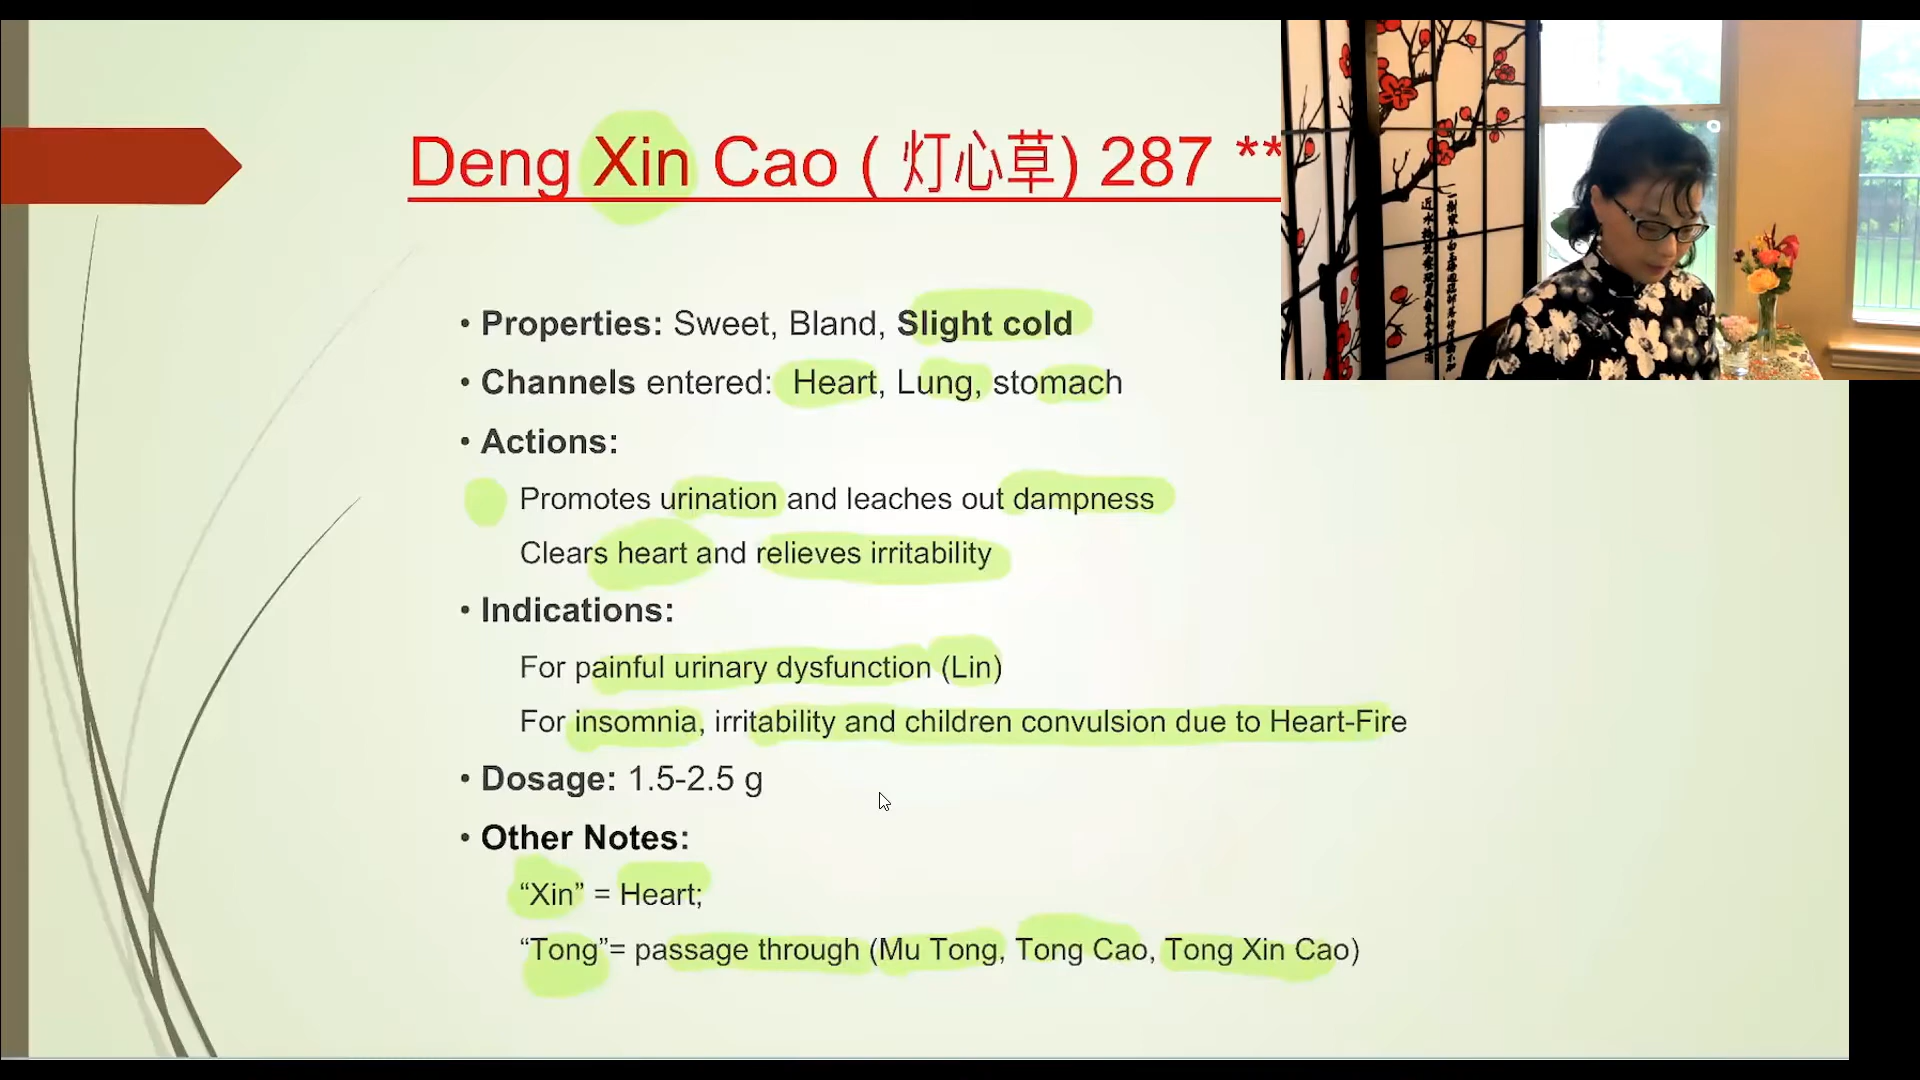 Deng Xin Cao ( 灯心草) 287 **
• Properties: Sweet, Bland, Slight cold
• Channels entered: Heart, Lung, stomach
• Actions:
Promotes urination and leaches out dampness
Clears heart and relieves irritability
• Indications:
For painful urinary dysfunction (Lin)
For insomnia, irritability and children convulsion due to Heart-Fire
• Dosage: 1.5-2.5 g
• Other Notes:
“Xin” = Heart;
“Tong”= passage through (Mu Tong, Tong Cao, Tong Xin Cao)